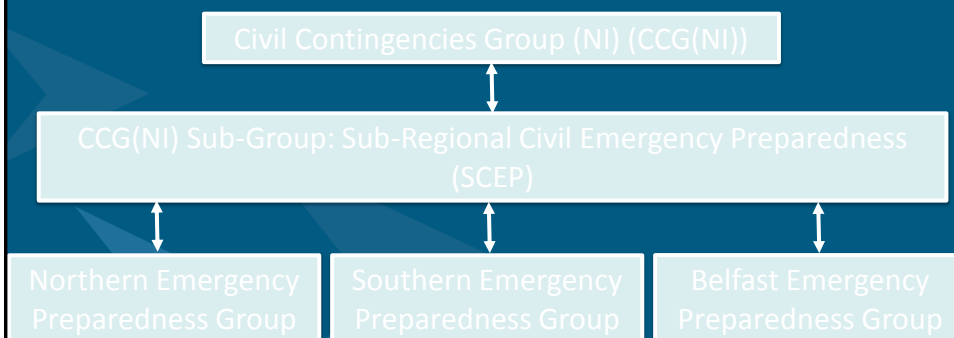 Civil Contingencies Group (NI) (CCG(NI))
CCG(NI) Sub-Group: Sub-Regional Civil Emergency Preparedness
(SCEP)
Northern Emergency
Preparedness Group
Southern Emergency
Preparedness Group
Belfast Emergency
Preparedness Group